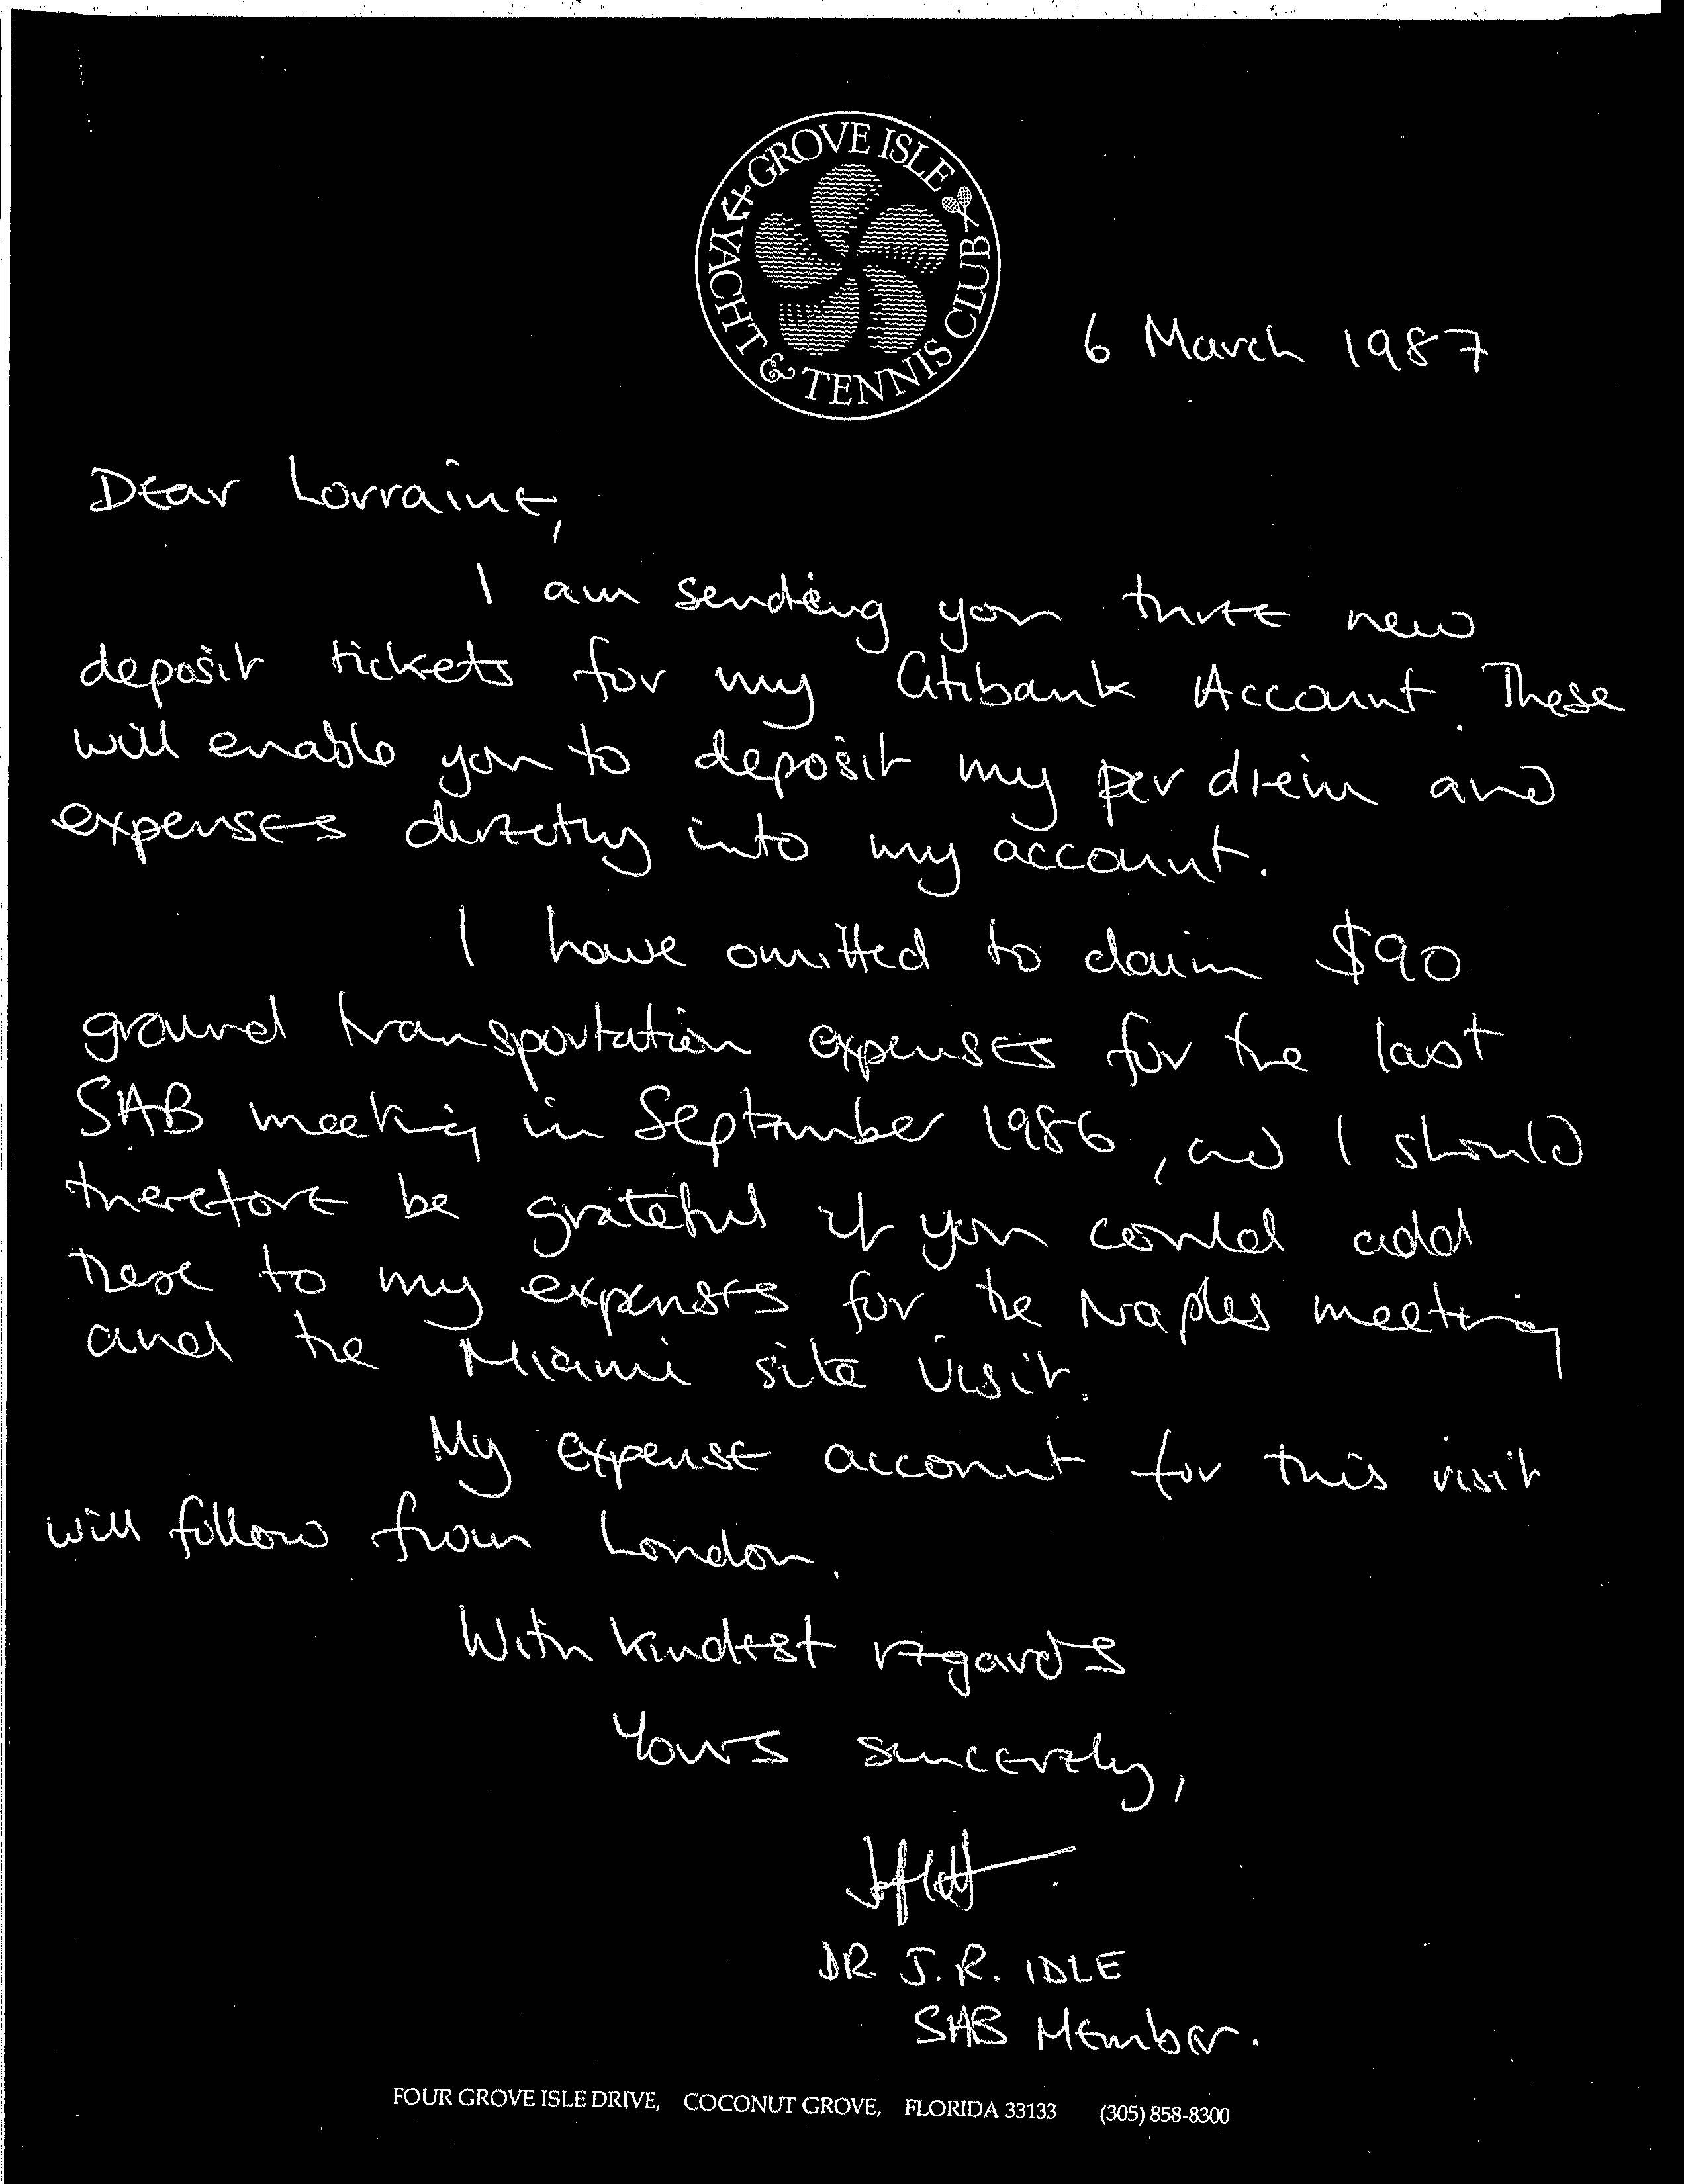 GROVE ISLE
YACHT & TENNIS CLUB
6 March 1987
Dear Lorraine,
I am sending you three new
deposit tickets for my Citibank Account. These
will enable you to deposit my per diem and
expenses directly into my account.
I have omitted to claim $90
ground transportation expenses for the last
SAB meeting in September 1986, and I should
therefore be grateful if you could add
these to my expenses for the Naples meeting
and the Miami site visit.
My expense account for this visit
will follow from London.
With kindest regards
Yours sincerely,
DR J.R. IDLE
SAB Member.
FOUR GROVE ISLE DRIVE, COCONUT GROVE, FLORIDA 33133 (305) 858-8300